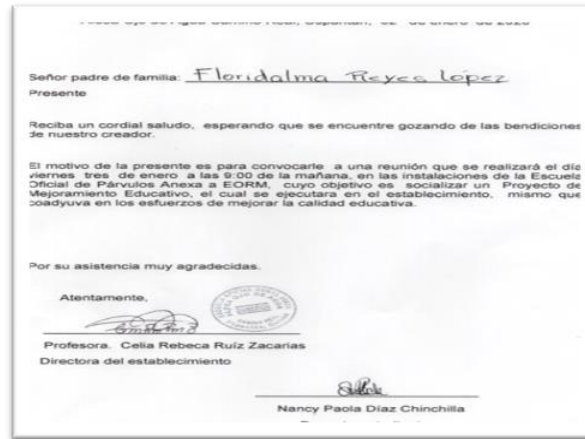 de enero de 2020
Señor padre de familia: Floridalma Reyes López
Presente
Reciba un cordial saludo, esperando que se encuentre gozando de las bendiciones
de nuestro creador.
El motivo de la presente es para convocarle a una reunión que se realizará el día
viernes tres de enero a las 9:00 de la mañana, en las instalaciones de la Escuela
Oficial de Párvulos Anexa a EORM, cuyo objetivo es socializar un Proyecto de
Mejoramiento Educativo, el cual se ejecutara en el establecimiento, mismo que
coadyuva en los esfuerzos de mejorar la calidad educativa.
Por su asistencia muy agradecidas.
Atentamente,
Profesora. Celia Rebeca Ruíz Zacarias
Directora del establecimiento
Nancy Paola Díaz Chinchilla